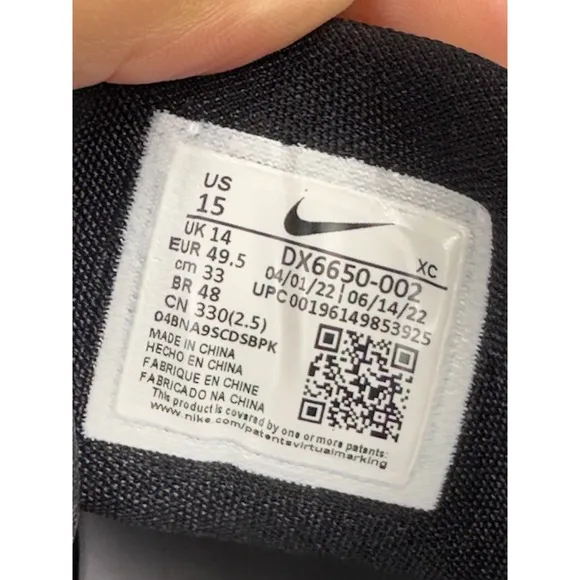 US
15
UK 14
EUR 49.5
cm 33
BR 48
CN 330(2.5)
04BNA9SCDSBPK
XC
DX6650-002
04/01/22 | 06/14/22
UPC 00196149853925
MADE IN CHINA
HECHO EN CHINA
FABRIQUE EN CHINE
FABRICADO NA CHINA
This product is covered by one or more patents:
www.nike.com/patentsvirtualmarking